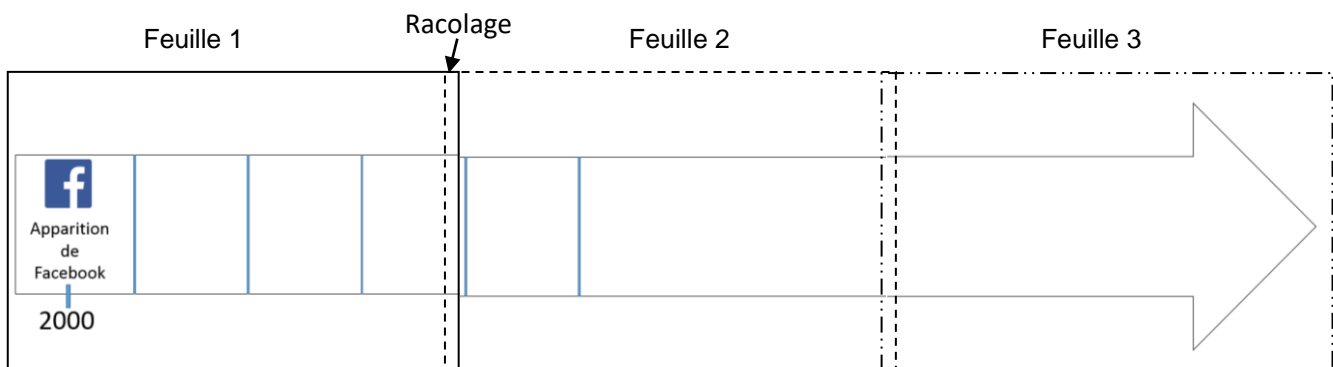 Feuille 1
Racolage
Feuille 2
Feuille 3
f
Apparition
de
Facebook
2000